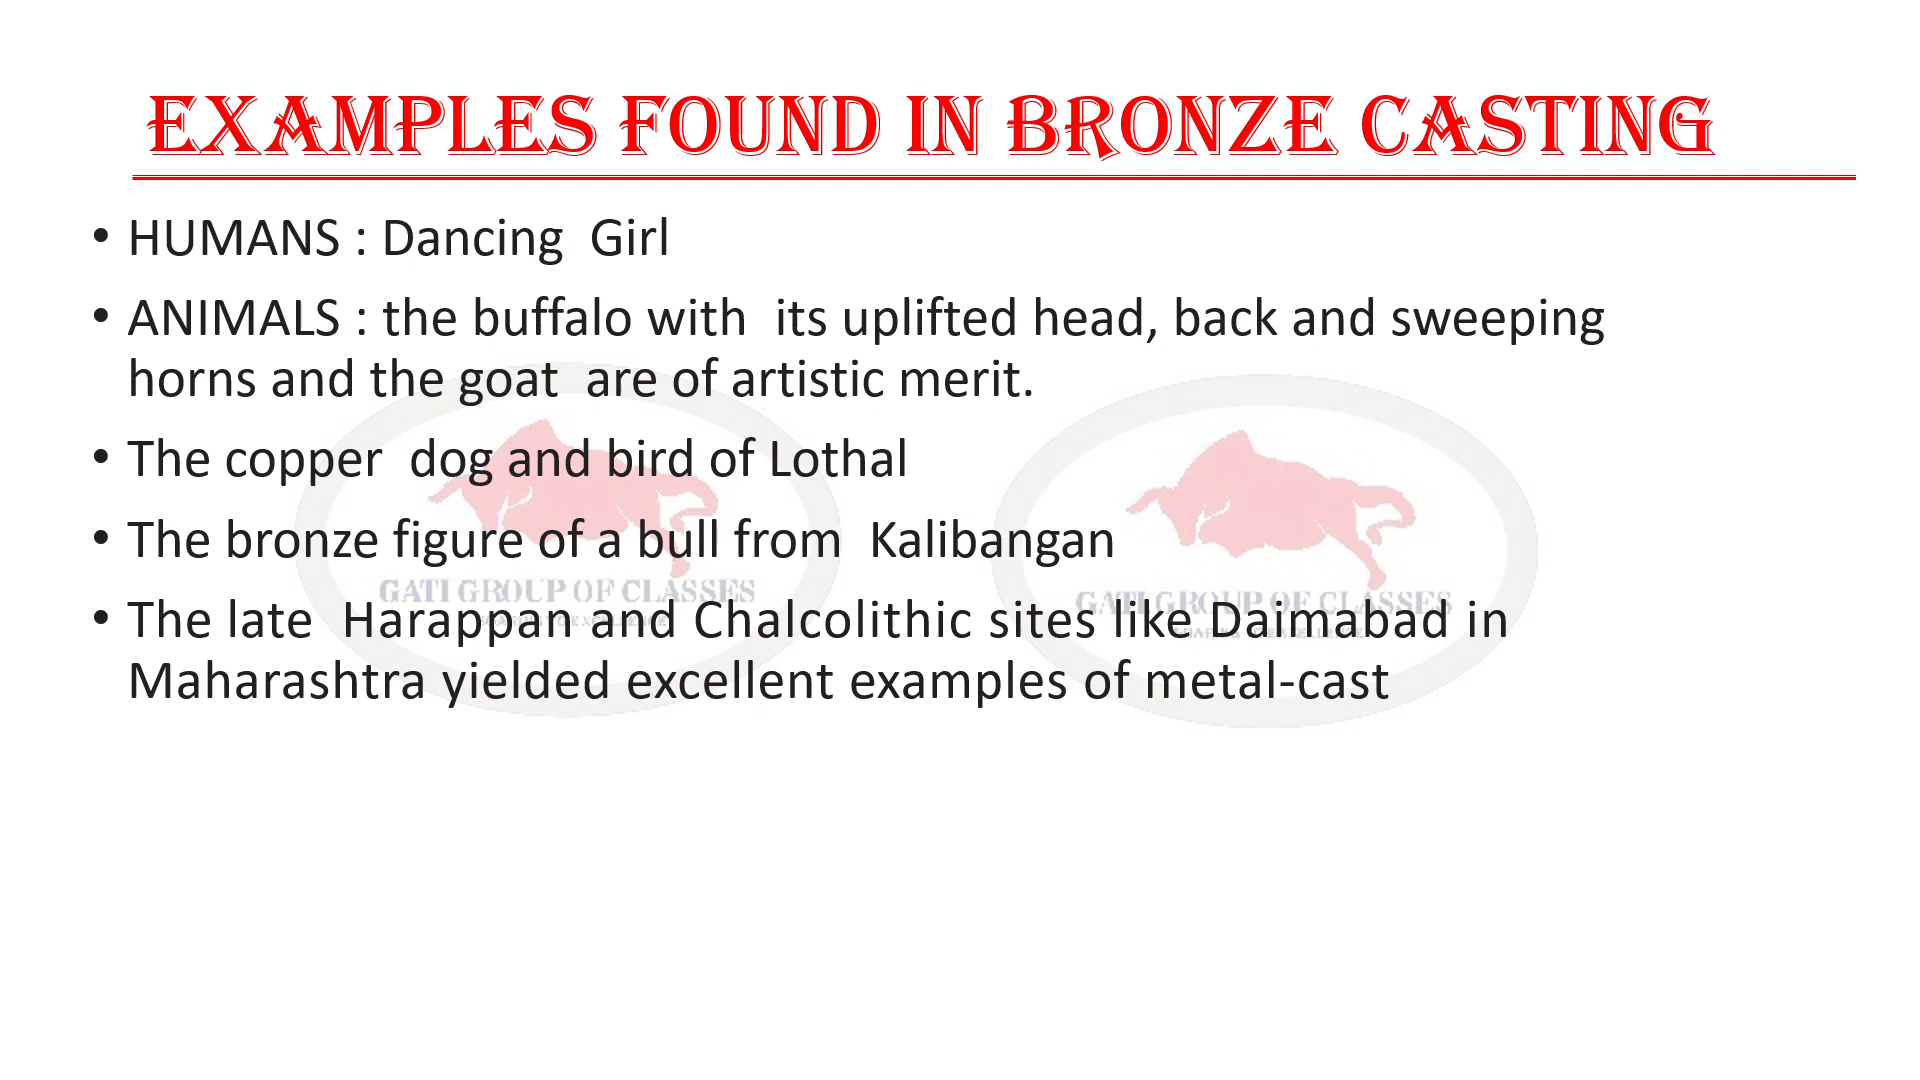 EXAMPLES FOUND IN BRONZE CASTING
• HUMANS : Dancing  Girl
• ANIMALS : the buffalo with  its uplifted head, back and sweeping
horns and the goat  are of artistic merit.
• The copper  dog and bird of Lothal
• The bronze figure of a bull from  Kalibangan
GATI GROUP OF CLASSES
GATI GROUP OF CLASSES
• The late  Harappan and Chalcolithic sites like Daimabad in
Maharashtra yielded excellent examples of metal-cast